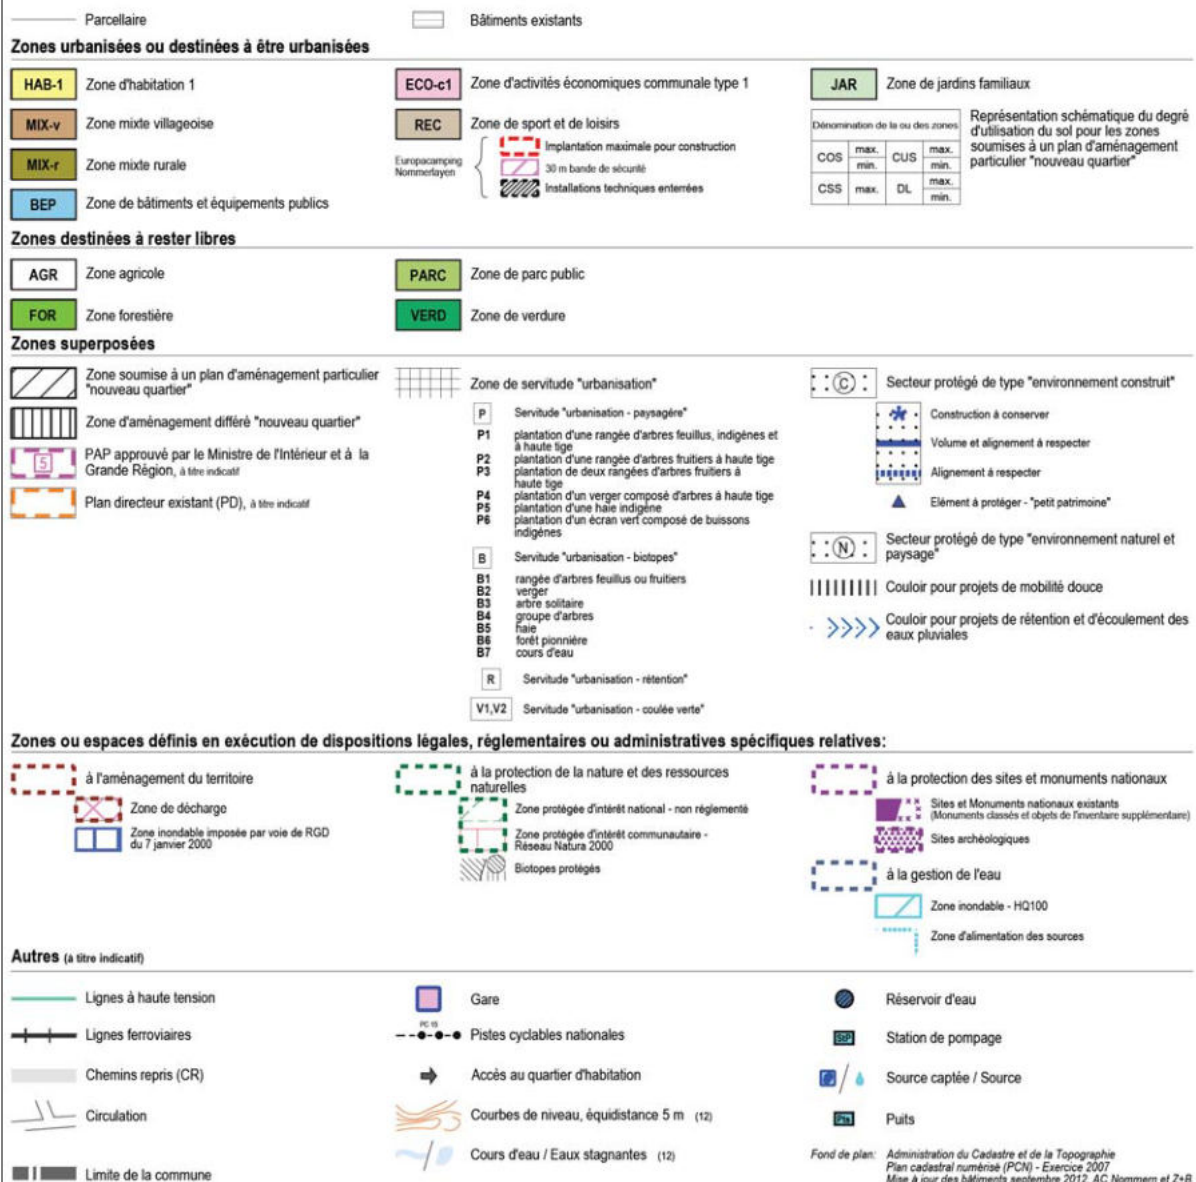 Parcellaire
Bâtiments existants
Zones urbanisées ou destinées à être urbanisées
HAB-1 Zone d'habitation 1
MIX-v Zone mixte villageoise
MIX-r Zone mixte rurale
BEP Zone de bâtiments et équipements publics
ECO-c1 Zone d'activités économiques communale type 1
REC Zone de sport et de loisirs
Europacamping
Nommerlayen
Implantation maximale pour construction
30 m bande de sécurité
Installations techniques enterrées
JAR Zone de jardins familiaux
Dénomination de la ou des zones
COS max. CUS max.
min. min.
CSS max. DL max.
min.
Représentation schématique du degré
d'utilisation du sol pour les zones
soumises à un plan d'aménagement
particulier "nouveau quartier"
Zones destinées à rester libres
AGR Zone agricole
FOR Zone forestière
PARC Zone de parc public
VERD Zone de verdure
Zones superposées
Zone soumise à un plan d'aménagement particulier
"nouveau quartier"
Zone d'aménagement différé "nouveau quartier"
5 PAP approuvé par le Ministre de l'Intérieur et à la
Grande Région, à titre indicatif
Plan directeur existant (PD), à titre indicatif
Zone de servitude "urbanisation"
P Servitude "urbanisation - paysagère"
P1 plantation d'une rangée d'arbres feuillus, indigènes et
à haute tige
P2 plantation d'une rangée d'arbres fruitiers à haute tige
P3 plantation de deux rangées d'arbres fruitiers à
haute tige
P4 plantation d'un verger composé d'arbres à haute tige
P5 plantation d'une haie indigène
P6 plantation d'un écran vert composé de buissons
indigènes
B Servitude "urbanisation - biotopes"
B1 rangée d'arbres feuillus ou fruitiers
B2 verger
B3 arbre solitaire
B4 groupe d'arbres
B5 haie
B6 forêt pionnière
B7 cours d'eau
R Servitude "urbanisation - rétention"
V1,V2 Servitude "urbanisation - coulée verte"
C Secteur protégé de type "environnement construit"
Construction à conserver
Volume et alignement à respecter
Alignement à respecter
Elément à protéger - "petit patrimoine"
N Secteur protégé de type "environnement naturel et
paysage"
Couloir pour projets de mobilité douce
Couloir pour projets de rétention et d'écoulement des
eaux pluviales
Zones ou espaces définis en exécution de dispositions légales, réglementaires ou administratives spécifiques relatives:
à l'aménagement du territoire
Zone de décharge
Zone inondable imposée par voie de RGD
du 7 janvier 2000
à la protection de la nature et des ressources
naturelles
Zone protégée d'intérêt national - non réglementé
Zone protégée d'intérêt communautaire -
Réseau Natura 2000
Biotopes protégés
à la protection des sites et monuments nationaux
Sites et Monuments nationaux existants
(Monuments classés et objets de l'inventaire supplémentaire)
Sites archéologiques
à la gestion de l'eau
Zone inondable - HQ100
Zone d'alimentation des sources
Autres (à titre indicatif)
Lignes à haute tension
Lignes ferroviaires
Chemins repris (CR)
Circulation
Limite de la commune
Gare
PC 15
Pistes cyclables nationales
Accès au quartier d'habitation
Courbes de niveau, équidistance 5 m (12)
Cours d'eau / Eaux stagnantes (12)
Réservoir d'eau
Station de pompage
Source captée / Source
Puits
Fond de plan: Administration du Cadastre et de la Topographie
Plan cadastral numérisé (PCN) - Exercice 2007
Mise à jour des bâtiments septembre 2012, AC Nommern et Z+B